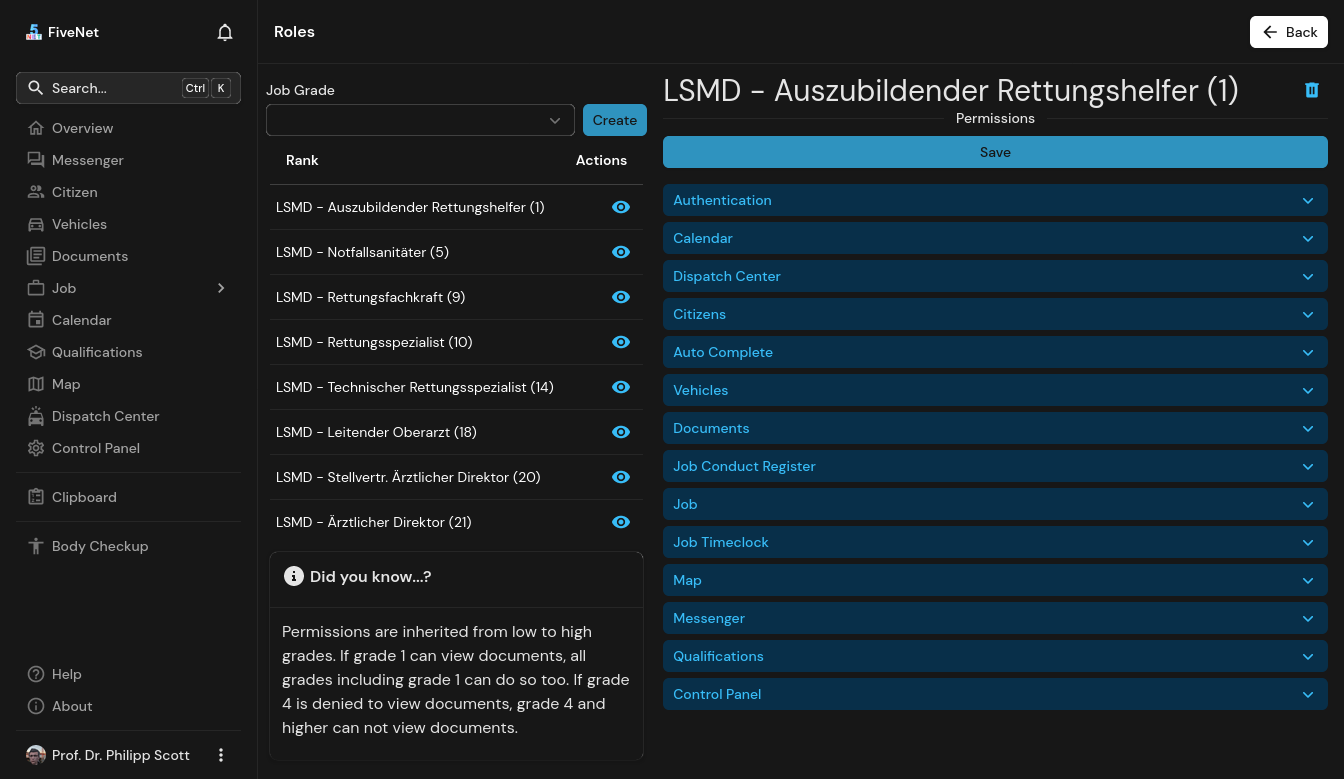 FiveNet
Search...
Ctrl
K
Overview
Messenger
Citizen
Vehicles
Documents
Job
Calendar
Qualifications
Map
Dispatch Center
Control Panel
Clipboard
Body Checkup
Help
About
Prof. Dr. Philipp Scott
Roles
Back
Job Grade
Create
Rank
Actions
LSMD - Auszubildender Rettungshelfer (1)
LSMD - Notfallsanitäter (5)
LSMD - Rettungsfachkraft (9)
LSMD - Rettungsspezialist (10)
LSMD - Technischer Rettungsspezialist (14)
LSMD - Leitender Oberarzt (18)
LSMD - Stellvertr. Ärztlicher Direktor (20)
LSMD - Ärztlicher Direktor (21)
Did you know...?
Permissions are inherited from low to high
grades. If grade 1 can view documents, all
grades including grade 1 can do so too. If grade
4 is denied to view documents, grade 4 and
higher can not view documents.
LSMD - Auszubildender Rettungshelfer (1)
Permissions
Save
Authentication
Calendar
Dispatch Center
Citizens
Auto Complete
Vehicles
Documents
Job Conduct Register
Job
Job Timeclock
Map
Messenger
Qualifications
Control Panel